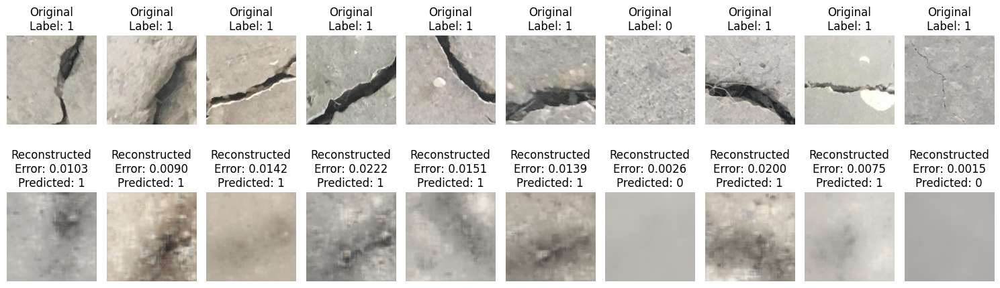 Original
Label: 1
Original
Label: 1
Original
Label: 1
Original
Label: 1
Original
Label: 1
Original
Label: 1
Original
Label: 0
Original
Label: 1
Original
Label: 1
Original
Label: 1
Reconstructed
Error: 0.0103
Predicted: 1
Reconstructed
Error: 0.0090
Predicted: 1
Reconstructed
Error: 0.0142
Predicted: 1
Reconstructed
Error: 0.0222
Predicted: 1
Reconstructed
Error: 0.0151
Predicted: 1
Reconstructed
Error: 0.0139
Predicted: 1
Reconstructed
Error: 0.0026
Predicted: 0
Reconstructed
Error: 0.0200
Predicted: 1
Reconstructed
Error: 0.0075
Predicted: 1
Reconstructed
Error: 0.0015
Predicted: 0